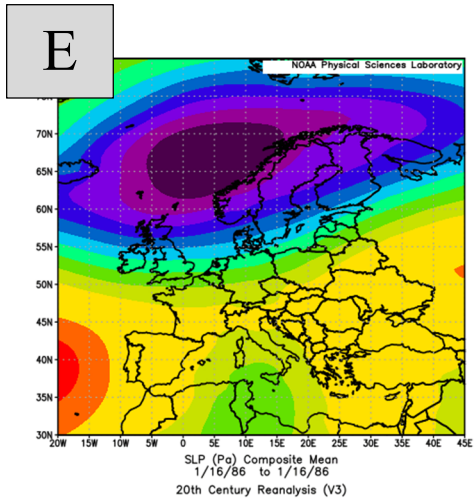 E
NOAA Physical Sciences Laboratory
70N
65N
60N
55N
50N
45N
40N
35N
30N
20W 15W 10W 5W 0 5E 10E 15E 20E 25E 30E 35E 40E 45E
SLP (Pa) Composite Mean
1/16/86 to 1/16/86
20th Century Reanalysis (V3)